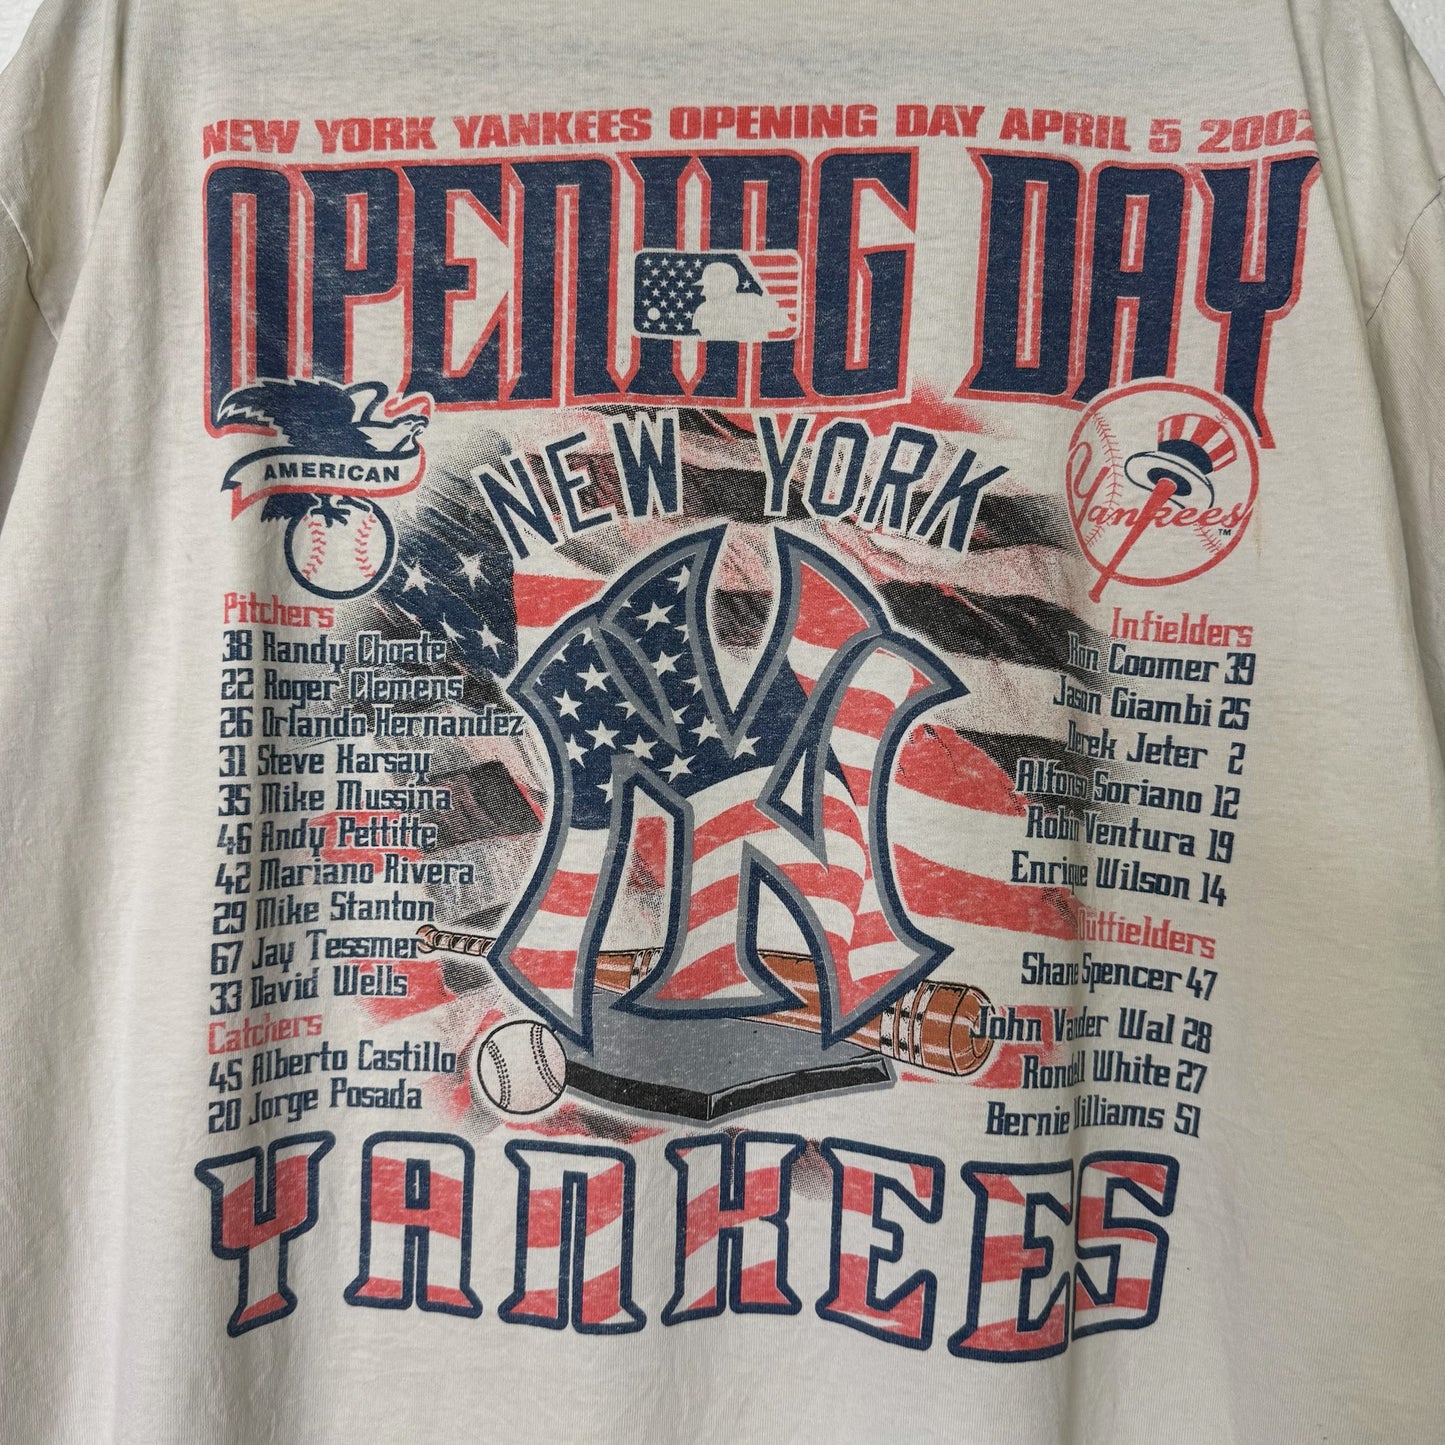 NEW YORK YANKEES OPENING DAY APRIL 5 2002
OPENING DAY
AMERICAN
Yankees
TM
NEW YORK
NY
Pitchers
38 Randy Choate
22 Roger Clemens
26 Orlando Hernandez
31 Steve Karsay
35 Mike Mussina
46 Andy Pettitte
42 Mariano Rivera
29 Mike Stanton
67 Jay Tessmer
33 David Wells
Catchers
45 Alberto Castillo
20 Jorge Posada
Infielders
Ron Coomer 39
Jason Giambi 25
Derek Jeter 2
Alfonso Soriano 12
Robin Ventura 19
Enrique Wilson 14
Outfielders
Shane Spencer 47
John Vander Wal 28
Rondell White 27
Bernie Williams 51
YANKEES